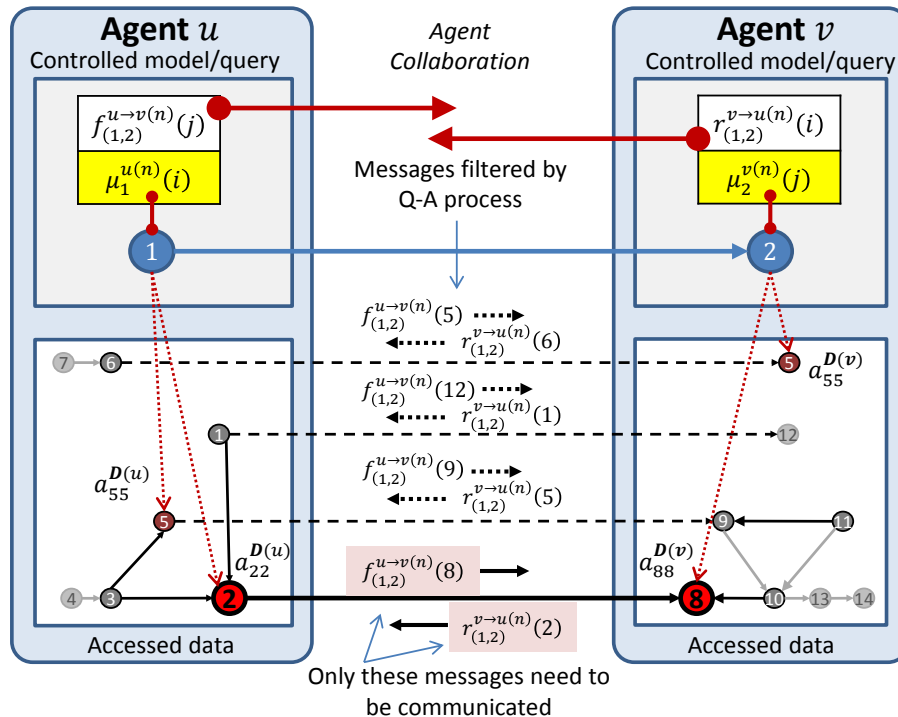 Agent u
Controlled model/query
Agent
Collaboration
Agent v
Controlled model/query
f_{(1,2)}^{u→v(n)}(j)
μ_1^{u(n)}(i)
r_{(1,2)}^{v→u(n)}(i)
μ_2^{v(n)}(j)
Messages filtered by
Q-A process
1
2
f_{(1,2)}^{u→v(n)}(5)
r_{(1,2)}^{v→u(n)}(6)
7
6
5
a_{55}^{D(v)}
f_{(1,2)}^{u→v(n)}(12)
r_{(1,2)}^{v→u(n)}(1)
1
12
f_{(1,2)}^{u→v(n)}(9)
r_{(1,2)}^{v→u(n)}(5)
a_{55}^{D(u)}
5
9
11
a_{22}^{D(u)}
a_{88}^{D(v)}
f_{(1,2)}^{u→v(n)}(8)
4
3
2
8
10
13
14
r_{(1,2)}^{v→u(n)}(2)
Accessed data
Accessed data
Only these messages need to
be communicated